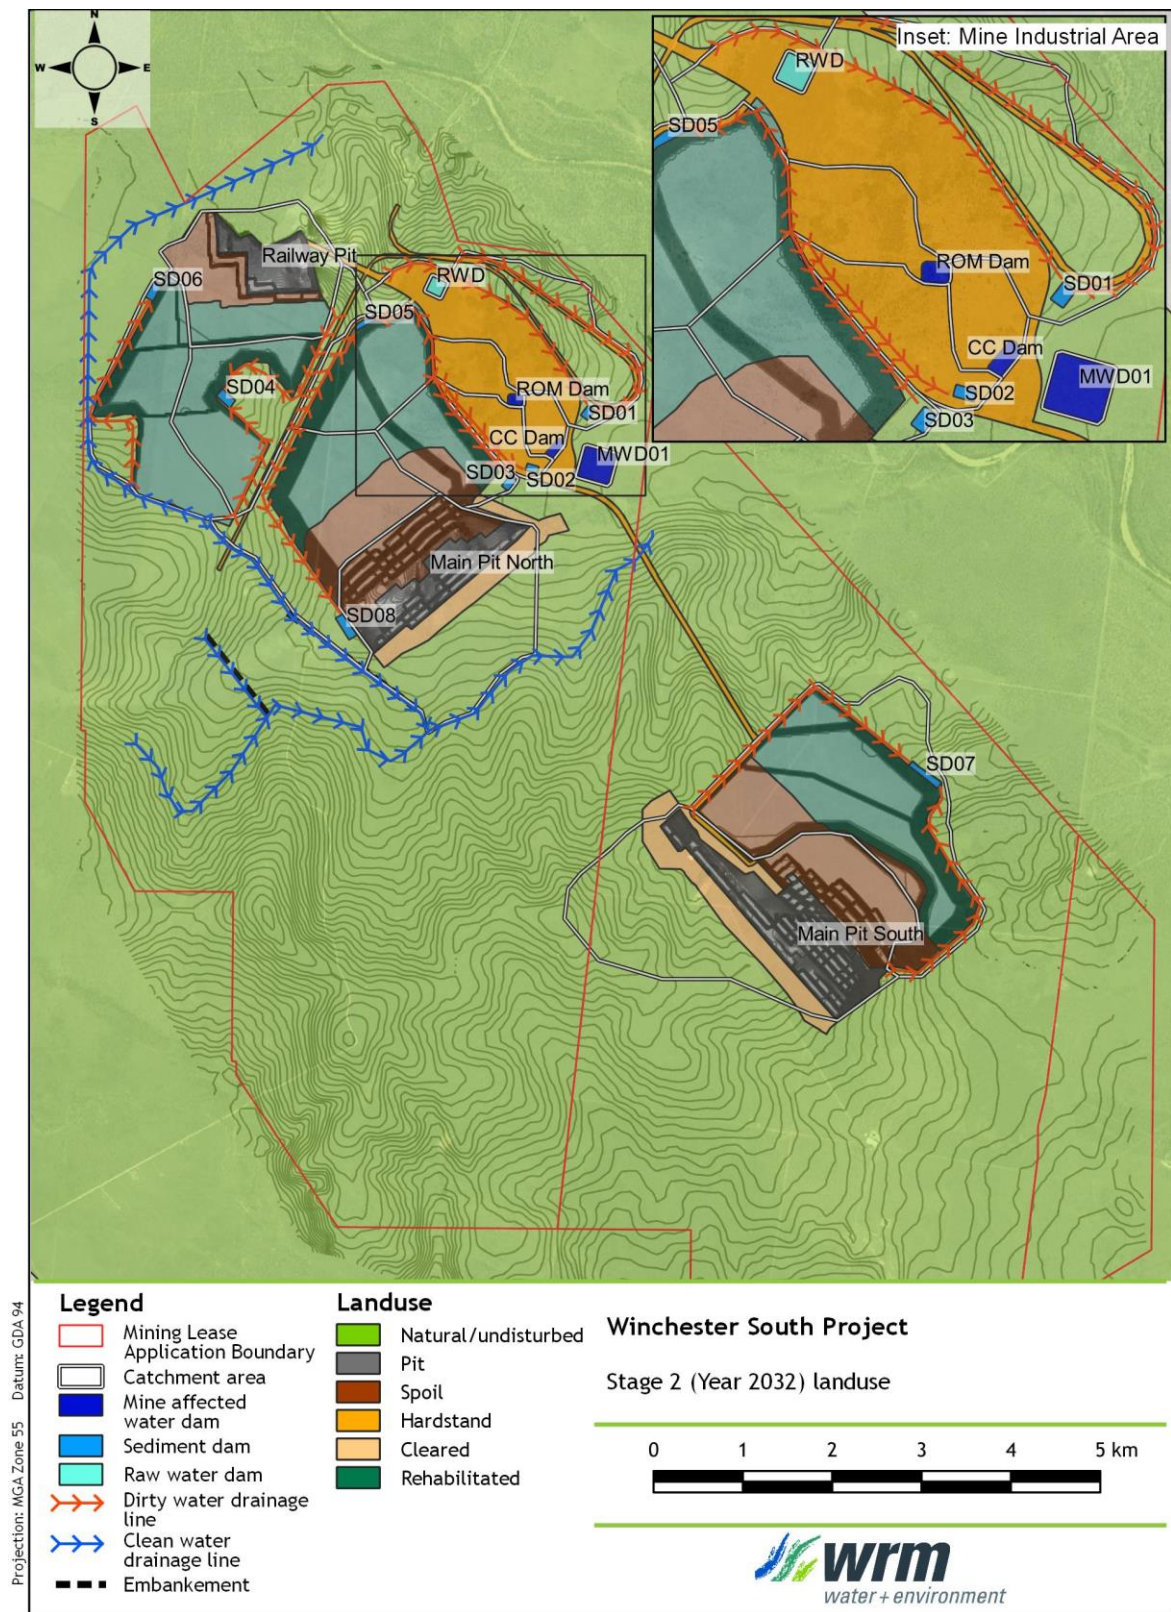 N
W E
S
Inset: Mine Industrial Area
RWD
SD05
ROM Dam
SD01
CC Dam
MWD01
SD02
SD03
Railway Pit
SD06
RWD
SD05
SD04
ROM Dam
SD01
CC Dam
MWD01
SD03
SD02
Main Pit North
SD08
SD07
Main Pit South
Legend
Mining Lease
Application Boundary
Catchment area
Mine affected
water dam
Sediment dam
Raw water dam
Dirty water drainage
line
Clean water
drainage line
Embankement
Landuse
Natural/undisturbed
Pit
Spoil
Hardstand
Cleared
Rehabilitated
Winchester South Project
Stage 2 (Year 2032) landuse
0 1 2 3 4 5 km
wrm
water + environment
Projection: MGA Zone 55 Datum: GDA 94